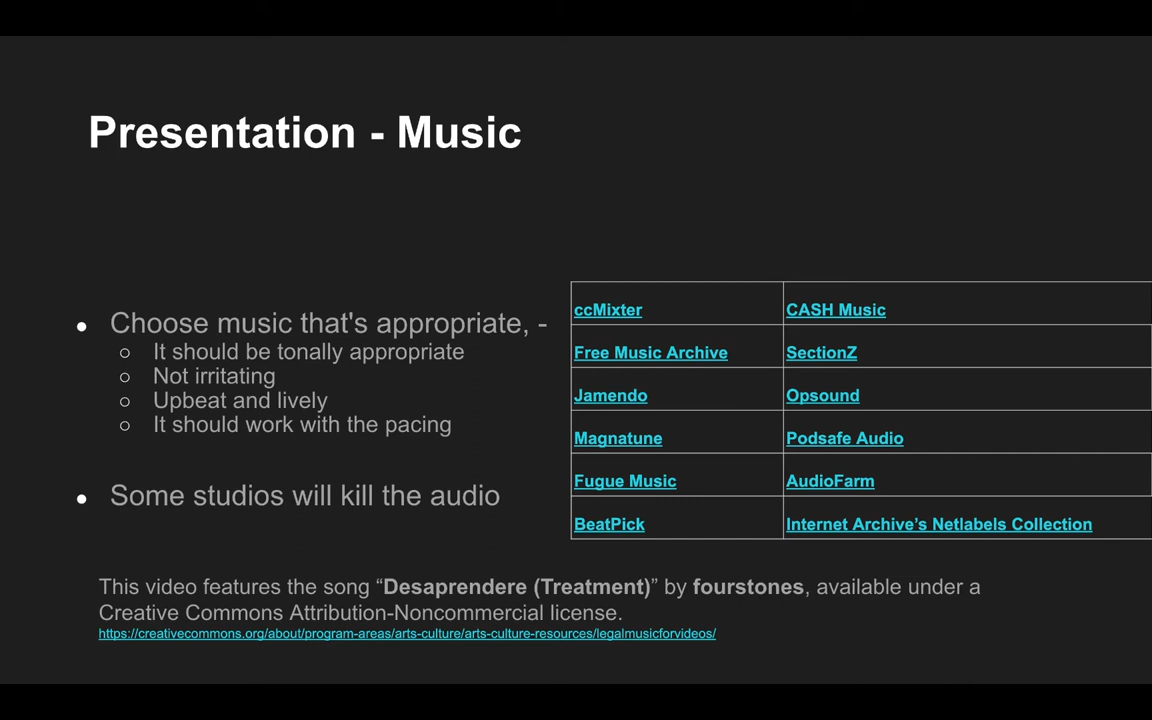 Presentation - Music
● Choose music that's appropriate, -
○ It should be tonally appropriate
○ Not irritating
○ Upbeat and lively
○ It should work with the pacing
● Some studios will kill the audio
ccMixter CASH Music
Free Music Archive SectionZ
Jamendo Opsound
Magnatune Podsafe Audio
Fugue Music AudioFarm
BeatPick Internet Archive’s Netlabels Collection
This video features the song “Desaprendere (Treatment)” by fourstones, available under a
Creative Commons Attribution-Noncommercial license.
https://creativecommons.org/about/program-areas/arts-culture/arts-culture-resources/legalmusicforvideos/